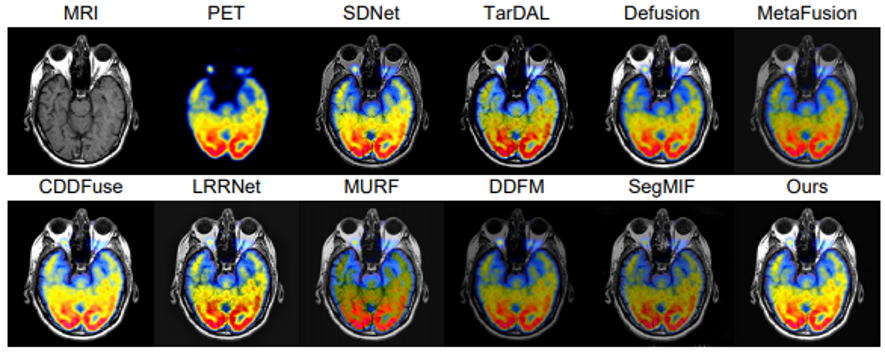 MRI PET SDNet TarDAL Defusion MetaFusion
CDDFuse LRRNet MURF DDFM SegMIF Ours